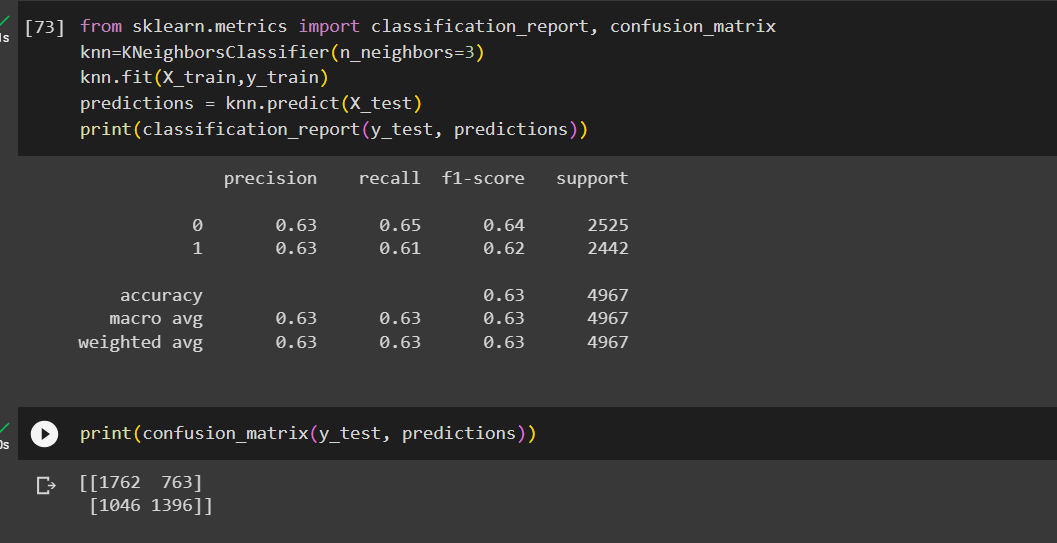 [73] from sklearn.metrics import classification_report, confusion_matrix
knn=KNeighborsClassifier(n_neighbors=3)
knn.fit(X_train,y_train)
predictions = knn.predict(X_test)
print(classification_report(y_test, predictions))
precision recall f1-score support
0 0.63 0.65 0.64 2525
1 0.63 0.61 0.62 2442
accuracy 0.63 4967
macro avg 0.63 0.63 0.63 4967
weighted avg 0.63 0.63 0.63 4967
print(confusion_matrix(y_test, predictions))
[[1762 763]
[1046 1396]]